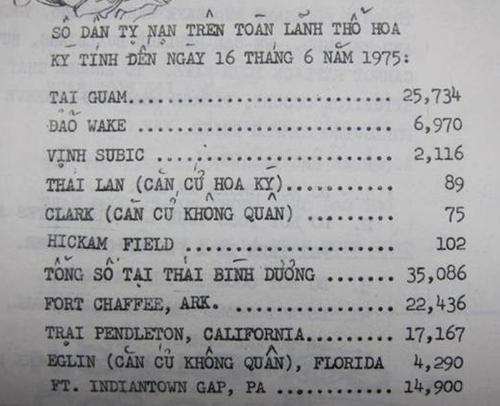 SỐ DÂN TỴ NẠN TRÊN TOÀN LÃNH THỔ HOA
KỲ TÍNH ĐẾN NGÀY 16 THÁNG 6 NĂM 1975:
TẠI GUAM........................ 25,734
ĐẢO WAKE ....................... 6,970
VỊNH SUBIC ..................... 2,116
THÁI LAN (CĂN CỨ HOA KỲ)........ 89
CLARK (CĂN CỨ KHÔNG QUÂN) ...... 75
HICKAM FIELD ................... 102
TỔNG SỐ TẠI THÁI BÌNH DƯƠNG ........ 35,086
FORT CHAFFEE, ARK. ............. 22,436
TRẠI PENDLETON, CALIFORNIA......... 17,167
EGLIN (CĂN CỨ KHÔNG QUÂN), FLORIDA 4,290
FT. INDIANTOWN GAP, PA ............ 14,900